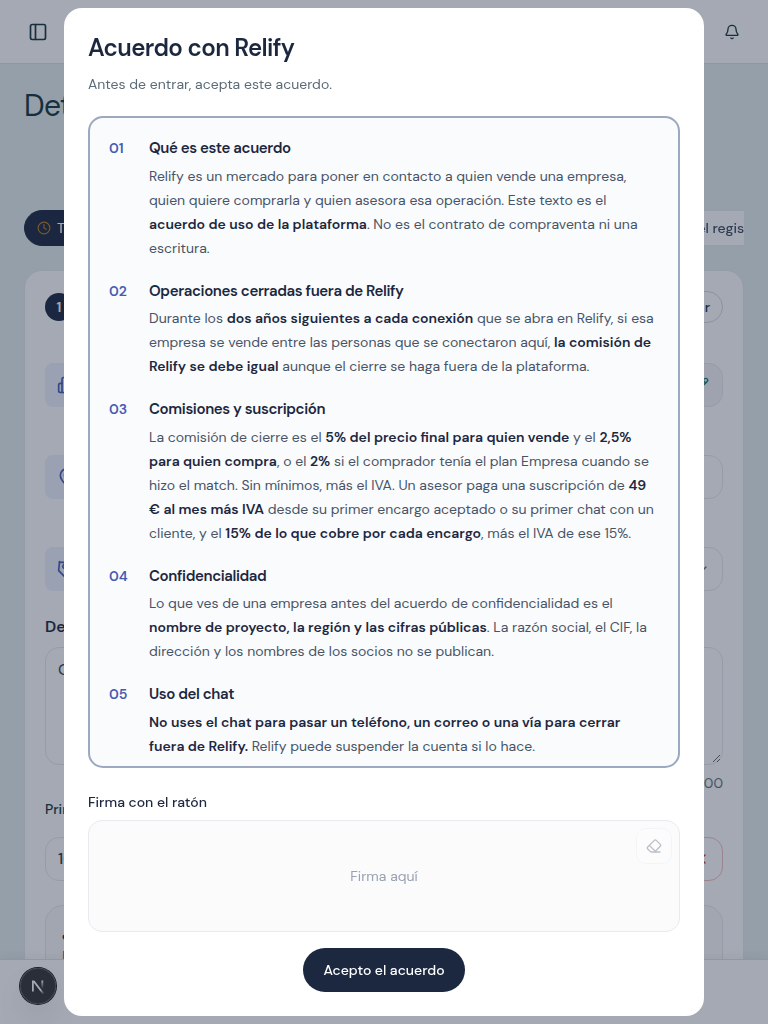 Acuerdo con Relify
Antes de entrar, acepta este acuerdo.
01 Qué es este acuerdo
Relify es un mercado para poner en contacto a quien vende una empresa,
quien quiere comprarla y quien asesora esa operación. Este texto es el
acuerdo de uso de la plataforma. No es el contrato de compraventa ni una
escritura.
02 Operaciones cerradas fuera de Relify
Durante los dos años siguientes a cada conexión que se abra en Relify, si esa
empresa se vende entre las personas que se conectaron aquí, la comisión de
Relify se debe igual aunque el cierre se haga fuera de la plataforma.
03 Comisiones y suscripción
La comisión de cierre es el 5% del precio final para quien vende y el 2,5%
para quien compra, o el 2% si el comprador tenía el plan Empresa cuando se
hizo el match. Sin mínimos, más el IVA. Un asesor paga una suscripción de 49
€ al mes más IVA desde su primer encargo aceptado o su primer chat con un
cliente, y el 15% de lo que cobre por cada encargo, más el IVA de ese 15%.
04 Confidencialidad
Lo que ves de una empresa antes del acuerdo de confidencialidad es el
nombre de proyecto, la región y las cifras públicas. La razón social, el CIF, la
dirección y los nombres de los socios no se publican.
05 Uso del chat
No uses el chat para pasar un teléfono, un correo o una vía para cerrar
fuera de Relify. Relify puede suspender la cuenta si lo hace.
Firma con el ratón
Firma aquí
Acepto el acuerdo